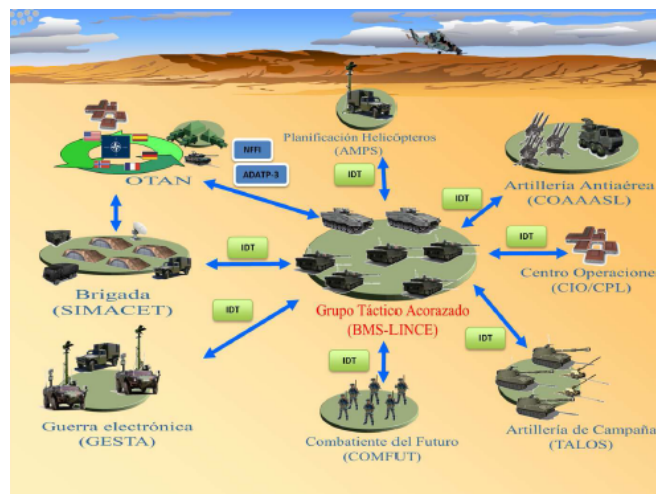 Planificación Helicópteros
(AMPS)
NFFI
ADATP-3
OTAN
IDT
IDT
Artillería Antiaérea
(COAAASL)
IDT
IDT
Centro Operacione
(CIO/CPL)
Brigada
(SIMACET)
Grupo Táctico Acorazado
(BMS-LINCE)
IDT
IDT
IDT
Guerra electrónica
(GESTA)
Combatiente del Futuro
(COMFUT)
Artillería de Campaña
(TALOS)